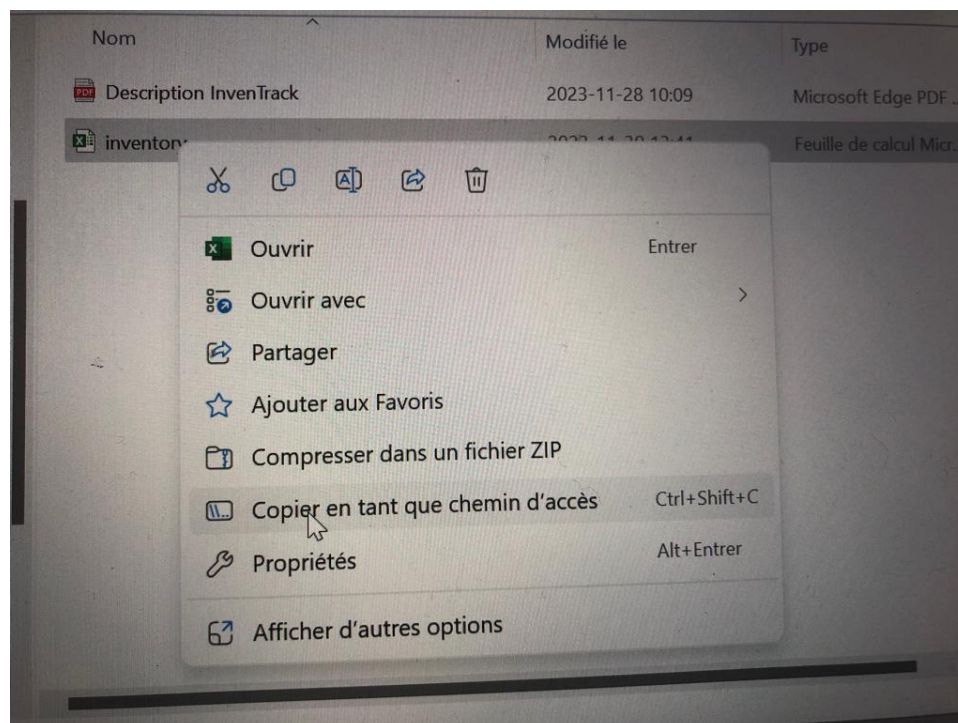 Nom Modifié le Type
PDF Description InvenTrack 2023-11-28 10:09 Microsoft Edge PDF ...
inventory Feuille de calcul Micr...
Ouvrir Entrer
Ouvrir avec
Partager
Ajouter aux Favoris
Compresser dans un fichier ZIP
Copier en tant que chemin d'accès Ctrl+Shift+C
Propriétés Alt+Entrer
Afficher d'autres options